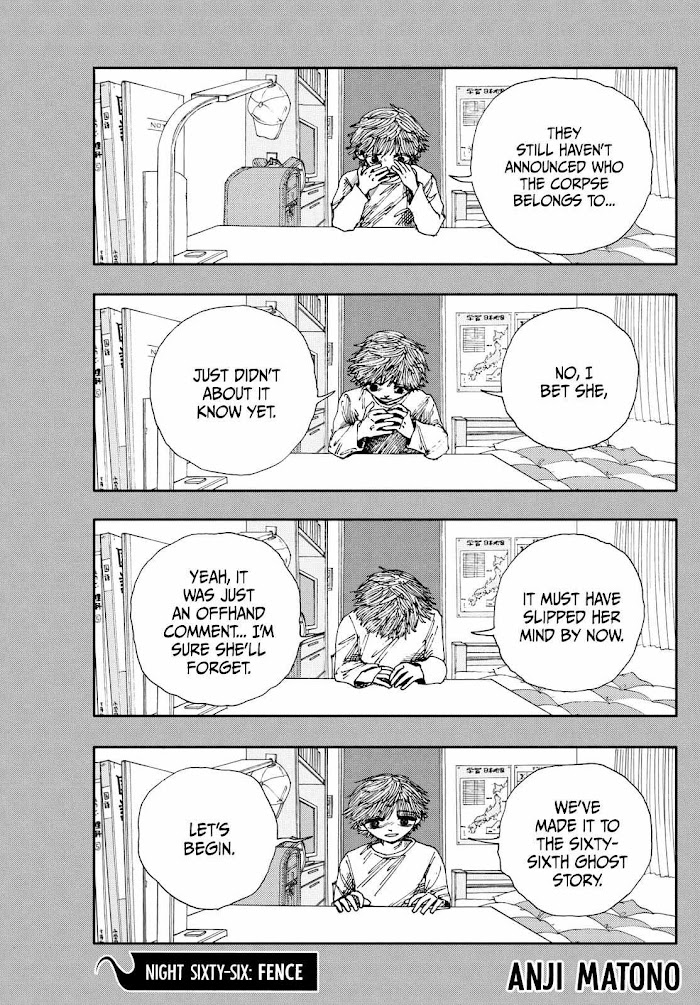 THEY
STILL HAVEN'T
ANNOUNCED WHO
THE CORPSE
BELONGS TO...
NO, I
BET SHE,
JUST DIDN'T
ABOUT IT
KNOW YET.
IT MUST HAVE
SLIPPED HER
MIND BY NOW.
YEAH, IT
WAS JUST
AN OFFHAND
COMMENT... I'M
SURE SHE'LL
FORGET.
WE'VE
MADE IT TO
THE SIXTY-
SIXTH GHOST
STORY.
LET'S
BEGIN.
NIGHT SIXTY-SIX: FENCE
ANJI MATONO